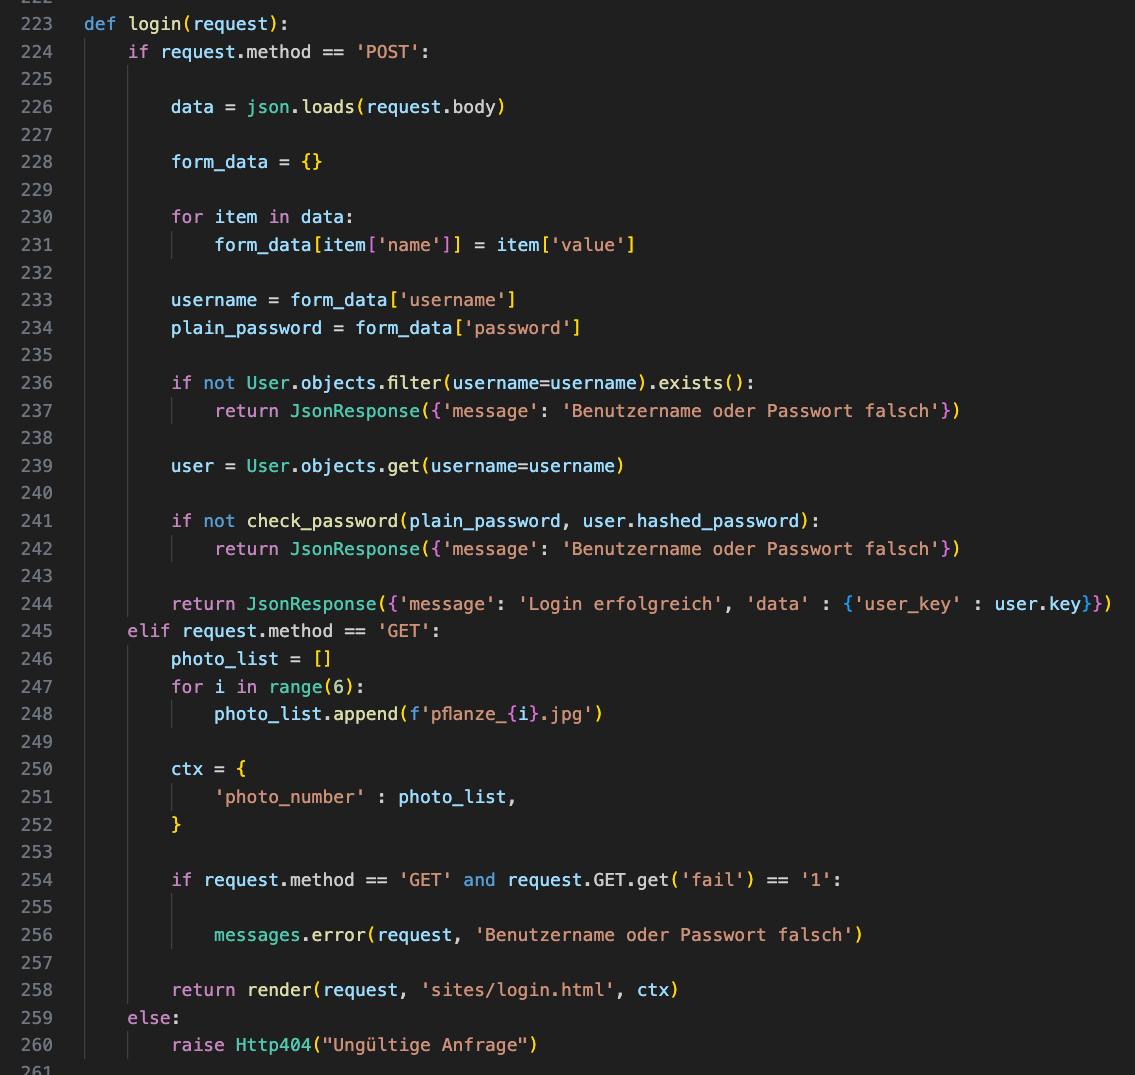 223 def login(request):
224     if request.method == 'POST':
225
226         data = json.loads(request.body)
227
228         form_data = {}
229
230         for item in data:
231             form_data[item['name']] = item['value']
232
233         username = form_data['username']
234         plain_password = form_data['password']
235
236         if not User.objects.filter(username=username).exists():
237             return JsonResponse({'message': 'Benutzername oder Passwort falsch'})
238
239         user = User.objects.get(username=username)
240
241         if not check_password(plain_password, user.hashed_password):
242             return JsonResponse({'message': 'Benutzername oder Passwort falsch'})
243
244         return JsonResponse({'message': 'Login erfolgreich', 'data' : {'user_key' : user.key}})
245     elif request.method == 'GET':
246         photo_list = []
247         for i in range(6):
248             photo_list.append(f'pflanze_{i}.jpg')
249
250         ctx = {
251             'photo_number' : photo_list,
252         }
253
254         if request.method == 'GET' and request.GET.get('fail') == '1':
255
256             messages.error(request, 'Benutzername oder Passwort falsch')
257
258         return render(request, 'sites/login.html', ctx)
259     else:
260         raise Http404("Ungültige Anfrage")
261